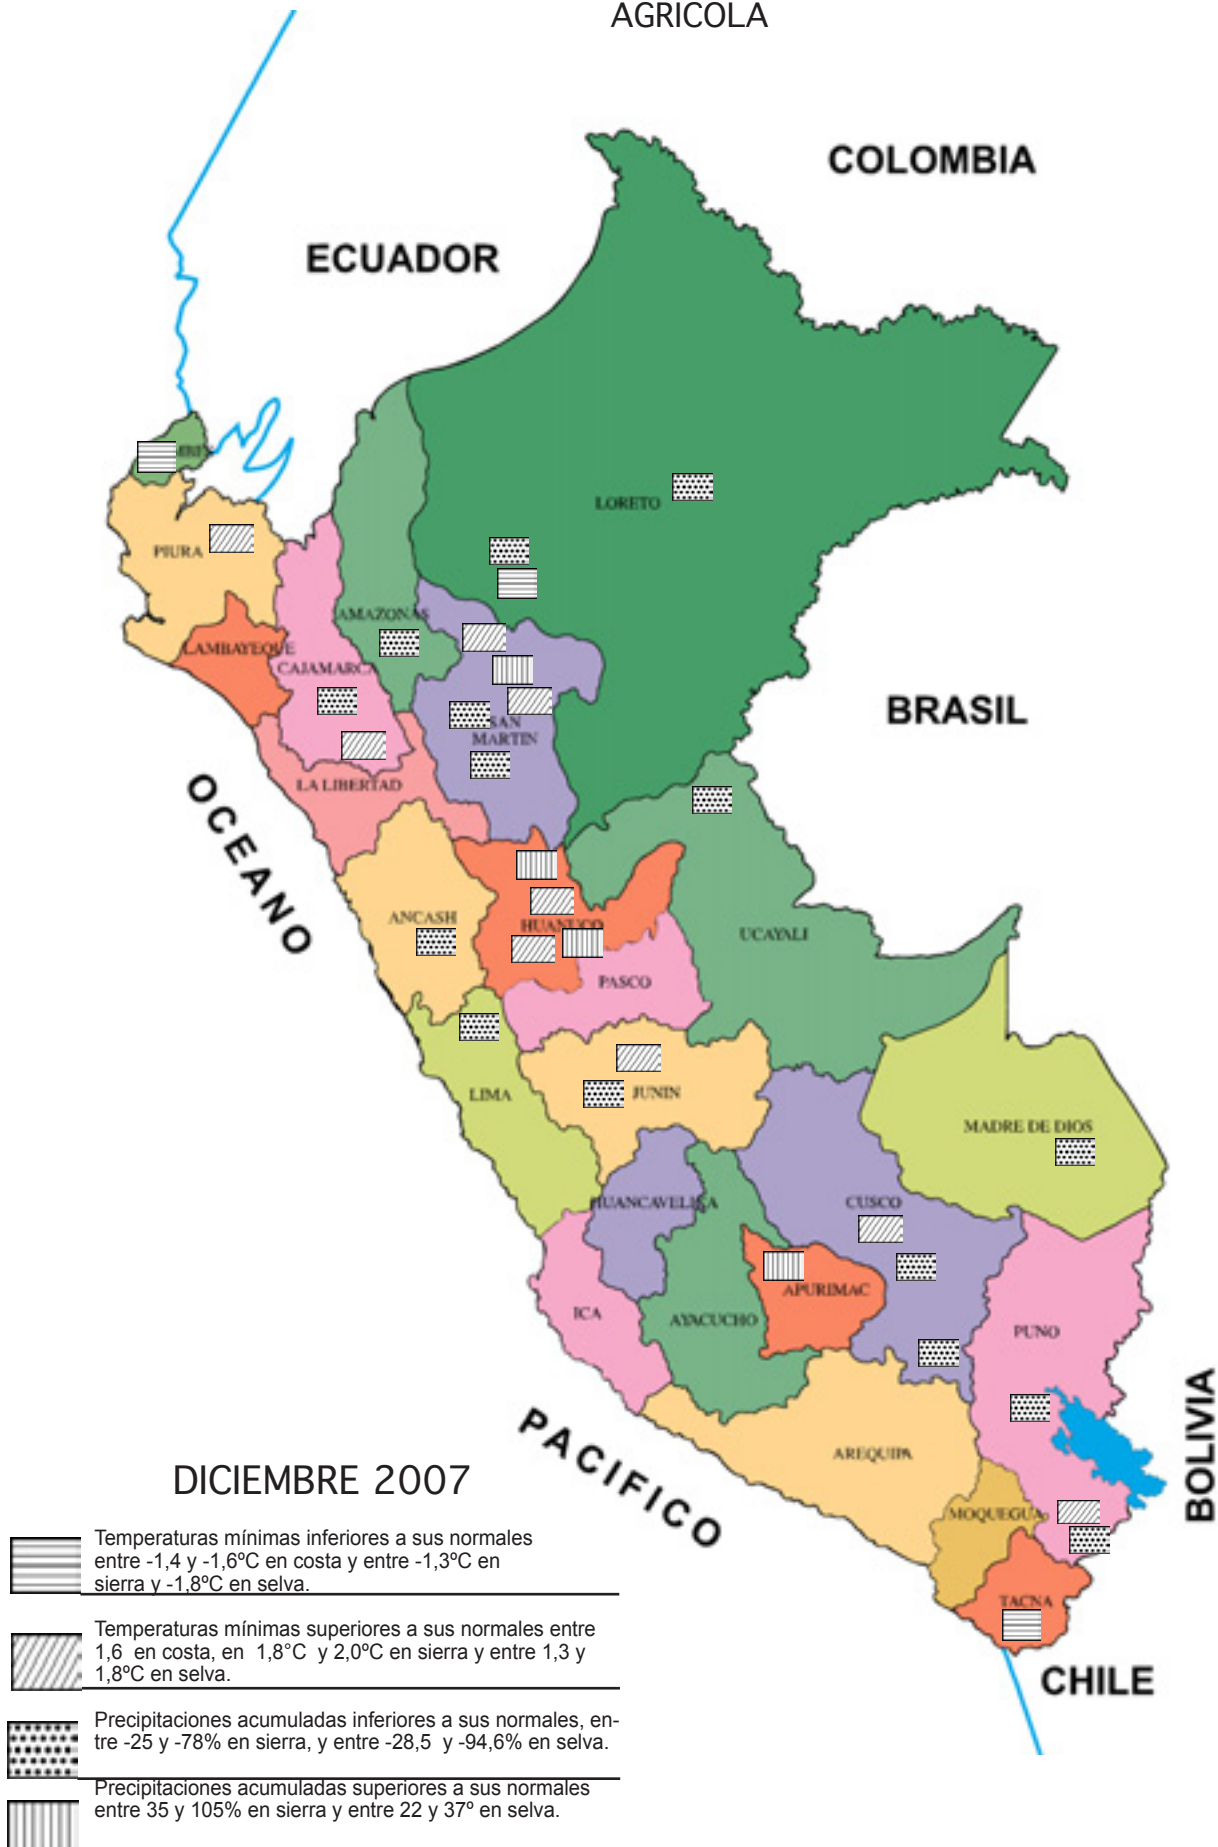 AGRICOLA
COLOMBIA
ECUADOR
LORETO
PIURA
AMAZONAS
LAMBAYEQUE
CAJAMARCA
BRASIL
SAN
MARTIN
LA LIBERTAD
OCEANO
ANCASH
HUANUCO
UCAYALI
PASCO
LIMA
JUNIN
MADRE DE DIOS
HUANCAVELICA
CUSCO
APURIMAC
ICA
AYACUCHO
PUNO
BOLIVIA
PACIFICO
AREQUIPA
MOQUEGUA
TACNA
CHILE
DICIEMBRE 2007
Temperaturas mínimas inferiores a sus normales
entre -1,4 y -1,6ºC en costa y entre -1,3ºC en
sierra y -1,8ºC en selva.
Temperaturas mínimas superiores a sus normales entre
1,6 en costa, en 1,8°C y 2,0ºC en sierra y entre 1,3 y
1,8ºC en selva.
Precipitaciones acumuladas inferiores a sus normales, en-
tre -25 y -78% en sierra, y entre -28,5 y -94,6% en selva.
Precipitaciones acumuladas superiores a sus normales
entre 35 y 105% en sierra y entre 22 y 37º en selva.